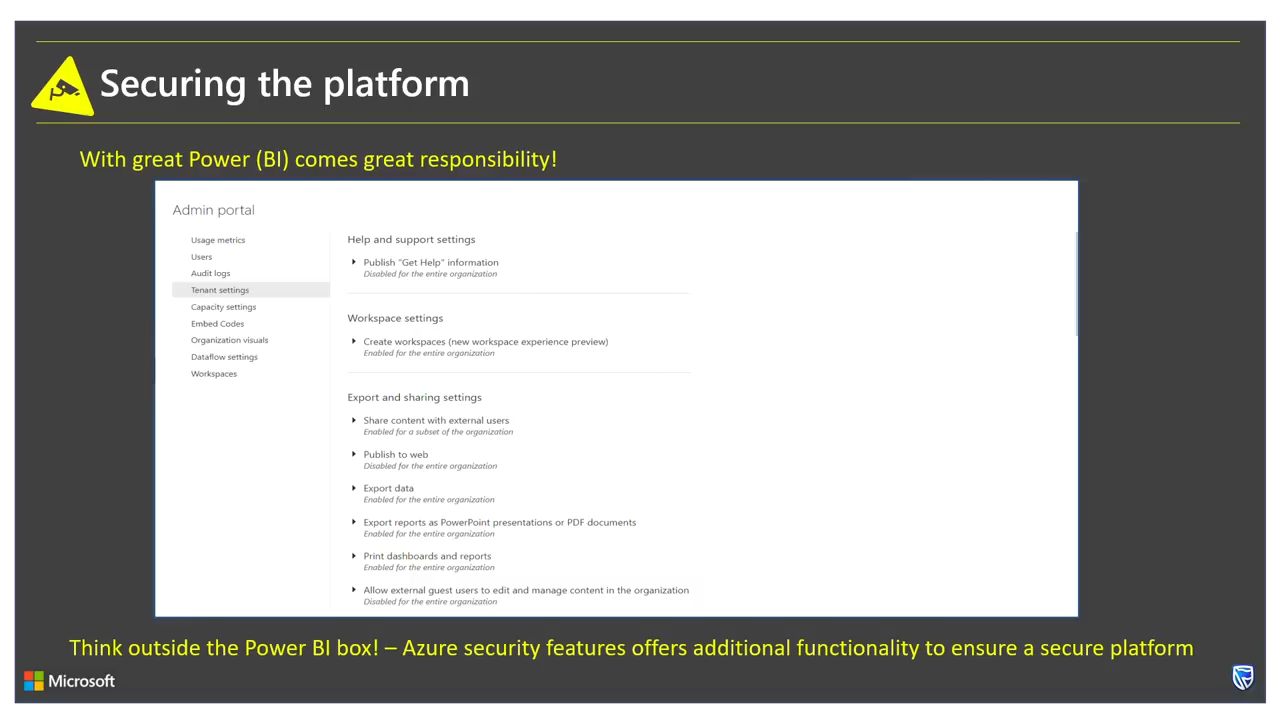 Securing the platform
With great Power (BI) comes great responsibility!
Admin portal
Usage metrics
Users
Audit logs
Tenant settings
Capacity settings
Embed Codes
Organization visuals
Dataflow settings
Workspaces
Help and support settings
Publish "Get Help" information
Disabled for the entire organization
Workspace settings
Create workspaces (new workspace experience preview)
Enabled for the entire organization
Export and sharing settings
Share content with external users
Enabled for a subset of the organization
Publish to web
Disabled for the entire organization
Export data
Enabled for the entire organization
Export reports as PowerPoint presentations or PDF documents
Enabled for the entire organization
Print dashboards and reports
Enabled for the entire organization
Allow external guest users to edit and manage content in the organization
Disabled for the entire organization
Think outside the Power BI box! – Azure security features offers additional functionality to ensure a secure platform
Microsoft